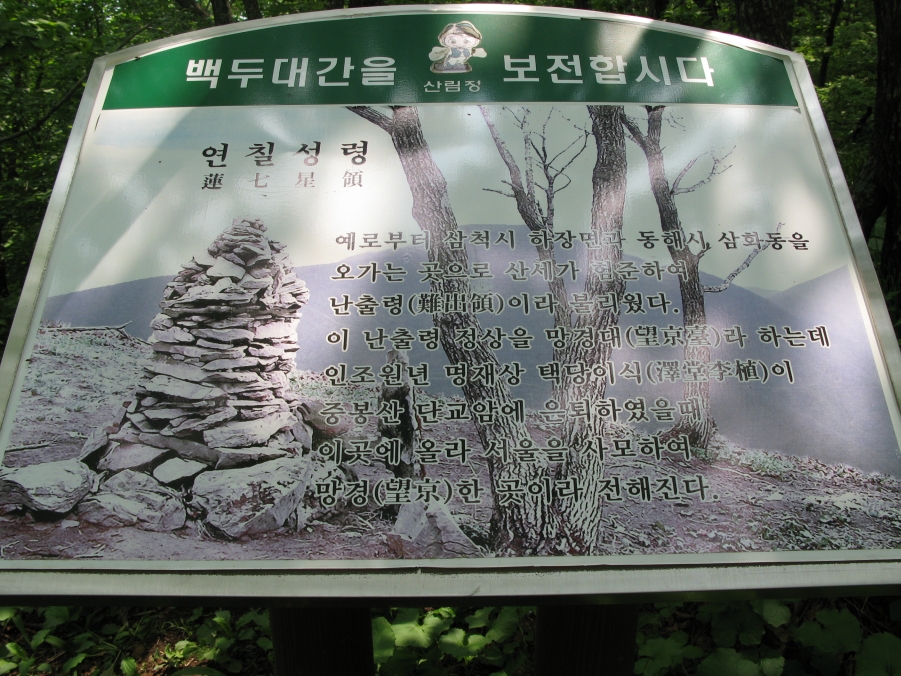 백두대간을 보전합시다
산림청
연칠성령
蓮七星領
예로부터 삼척시 하장면과 동해시 삼화동을
오가는 곳으로 산세가 험준하여
난출령(難出領)이라 불리웠다.
이 난출령 정상을 망경대(望京臺)라 하는데
인조원년 명재상 택당이식(澤堂李植)이
중봉산 단교암에 은퇴하였을때
이곳에 올라 서울을 사모하여
망경(望京)한 곳이라 전해진다.